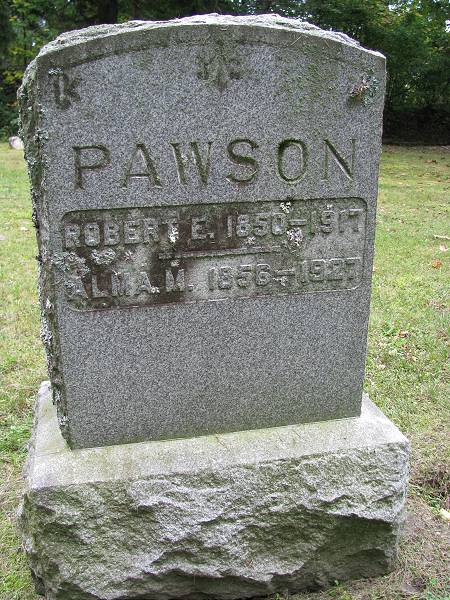 PAWSON
ROBERT E. 1850-1917
ALMA M. 1856-1927